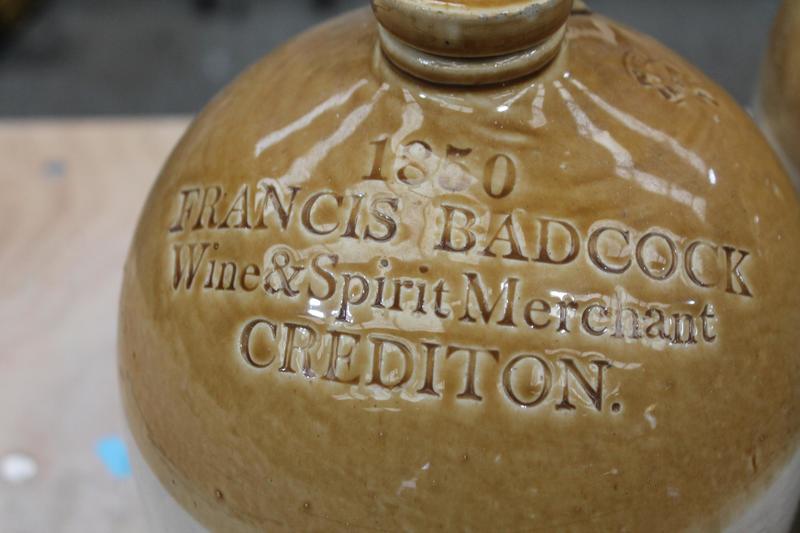 1850
FRANCIS BADCOCK
Wine & Spirit Merchant
CREDITON.